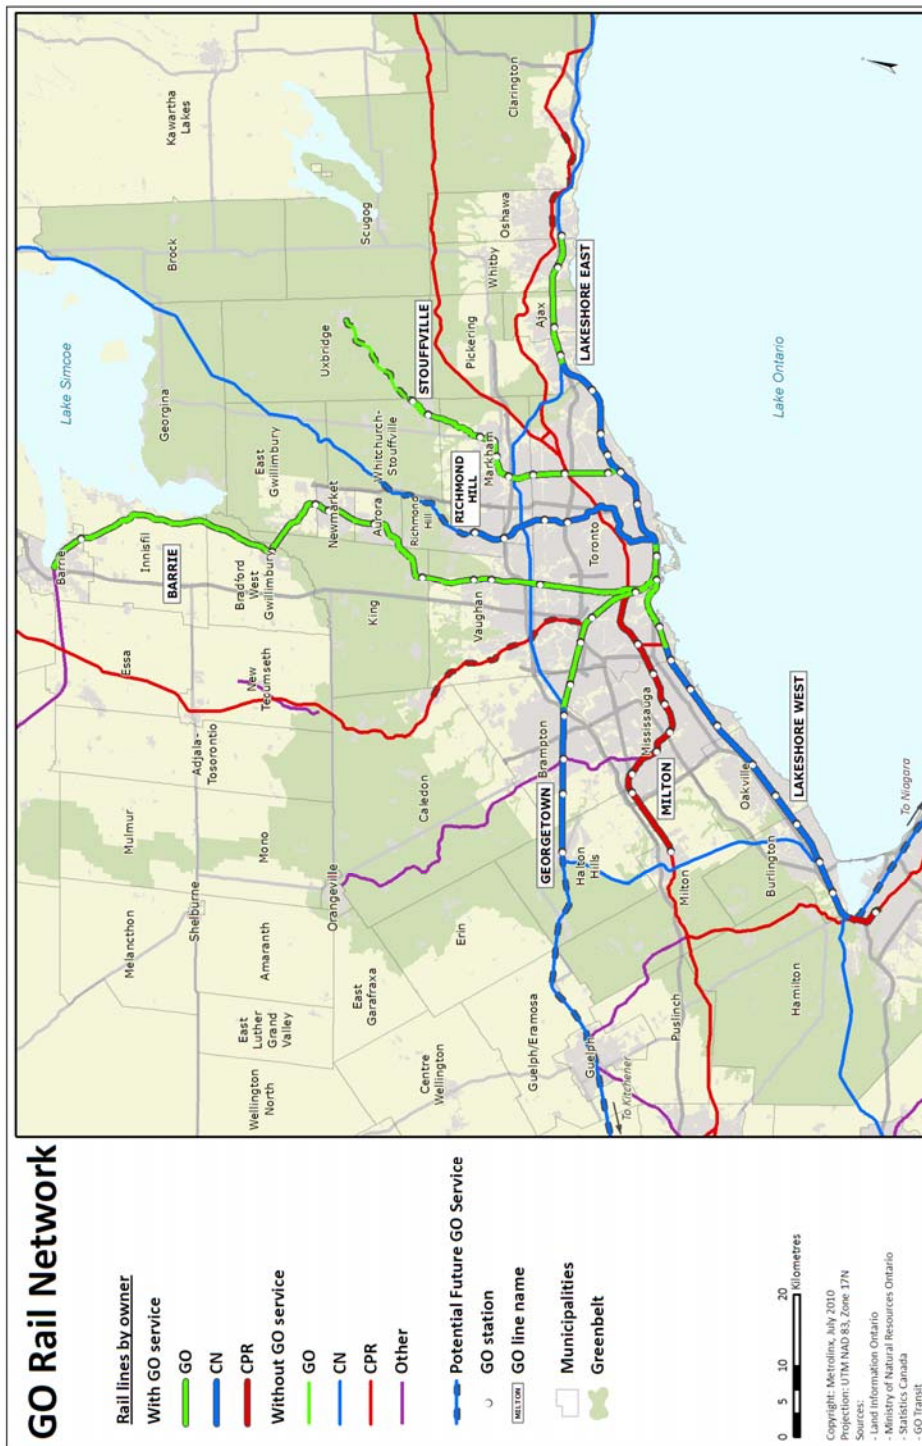 GO Rail Network
Rail lines by owner
With GO service
GO
CN
CPR
Without GO service
GO
CN
CPR
Other
Potential Future GO Service
GO station
MILTON
GO line name
Municipalities
Greenbelt
0 5 10 20
Kilometres
Copyright: Metrolinx, July 2010
Projection: UTM NAD 83, Zone 17N
Sources:
- Land Information Ontario
- Ministry of Natural Resources Ontario
- Statistics Canada
- GO Transit
Kawartha
Lakes
Clarington
Brock
Scugog
Oshawa
Whitby
Lake Simcoe
Georgina
Uxbridge
STOUFFVILLE
Pickering
Ajax
LAKESHORE EAST
Lake Ontario
East
Gwillimbury
Whitchurch-
Stouffville
Markham
Newmarket
Aurora
Richmond
Hill
RICHMOND
HILL
Barrie
Innisfil
BARRIE
Bradford
West
Gwillimbury
King
Vaughan
Toronto
Essa
New
Tecumseth
Adjala-
Tosorontio
Mulmur
Mono
Caledon
Brampton
Mississauga
GEORGETOWN
MILTON
Oakville
LAKESHORE WEST
To Niagara
Melancthon
Shelburne
Amaranth
Orangeville
Erin
Halton
Hills
Milton
Burlington
East
Luther
Grand
Valley
East
Garafraxa
Wellington
North
Centre
Wellington
Guelph/Eramosa
Guelph
To Kitchener
Puslinch
Hamilton